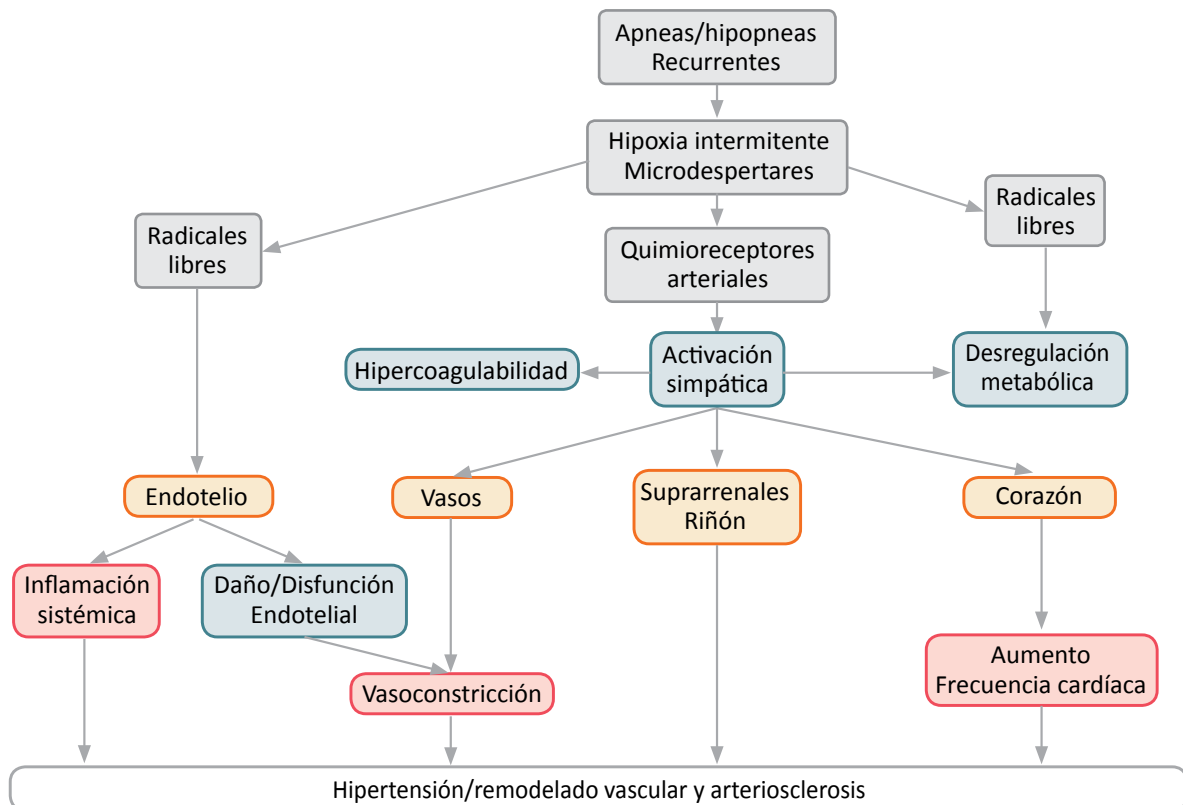 Apneas/hipopneas
Recurrentes
Hipoxia intermitente
Microdespertares
Radicales
libres
Quimioreceptores
arteriales
Radicales
libres
Hipercoagulabilidad
Activación
simpática
Desregulación
metabólica
Endotelio
Vasos
Suprarrenales
Riñón
Corazón
Inflamación
sistémica
Daño/Disfunción
Endotelial
Vasoconstricción
Aumento
Frecuencia cardíaca
Hipertensión/remodelado vascular y arteriosclerosis